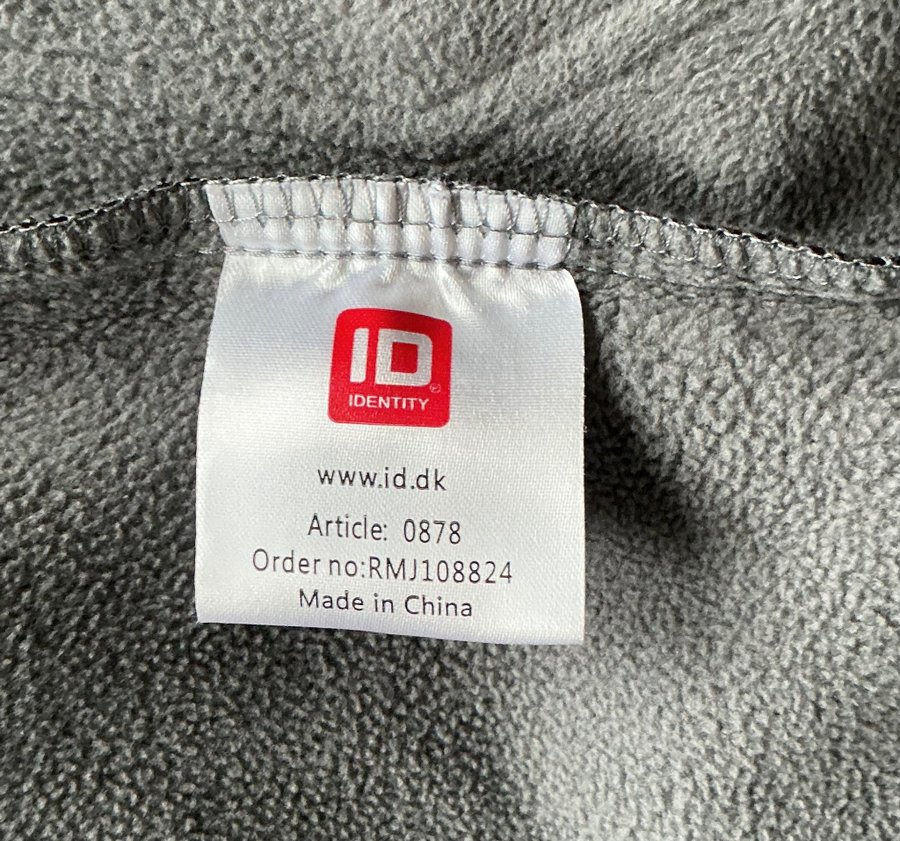 ID
IDENTITY
www.id.dk
Article: 0878
Order no:RMJ108824
Made in China